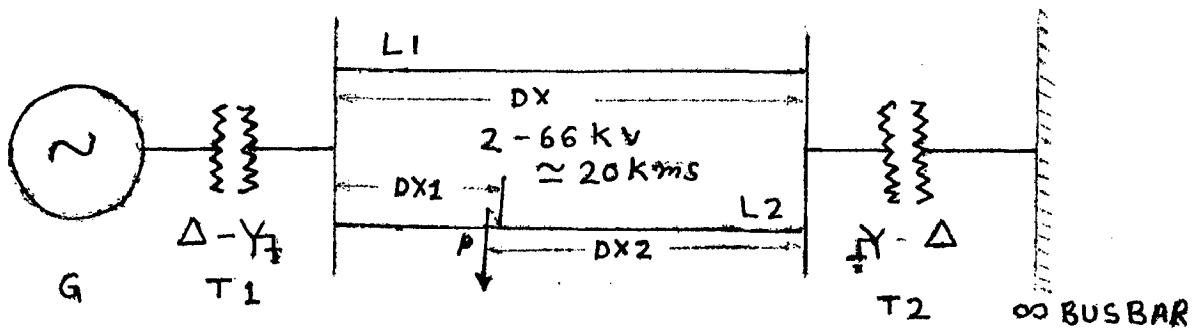 L1
DX
2-66 kV
≃ 20 Kms
DX1
L2
P
DX2
Δ-Y
Y-Δ
G
T1
T2
∞ BUSBAR